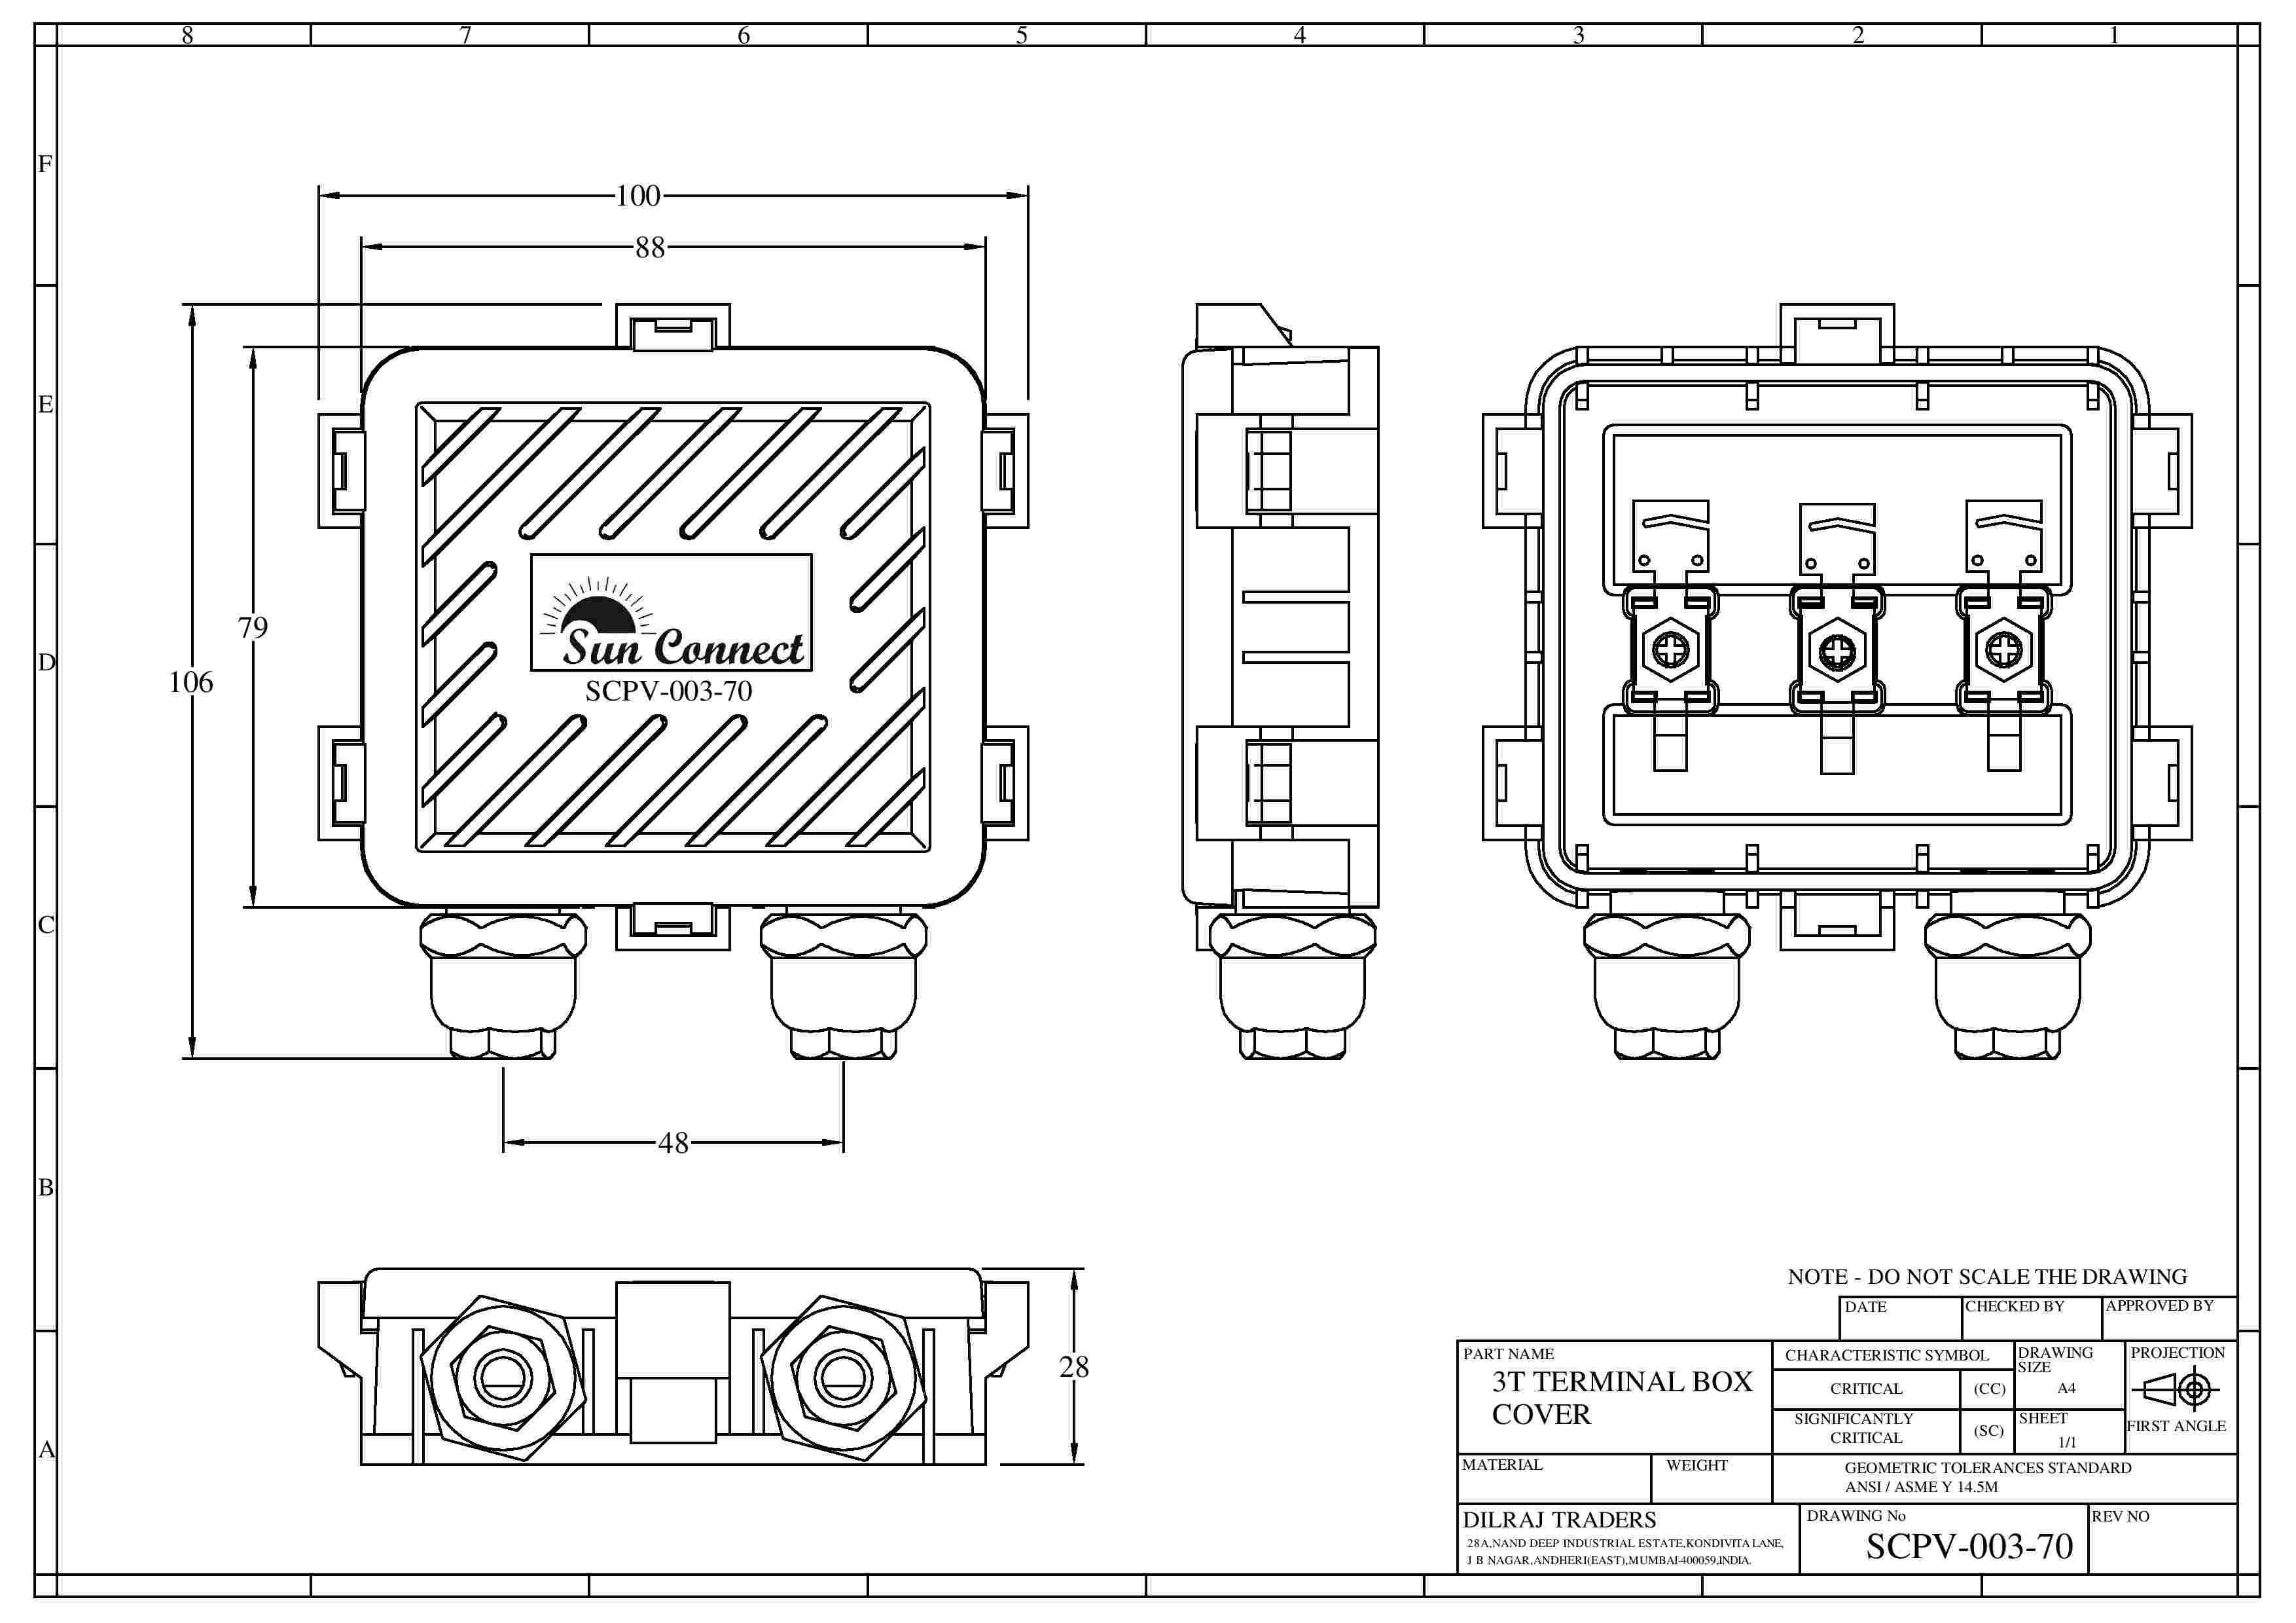 8 7 6 5 4 3 2 1
F
E
D
C
B
A
100
88
79
106
Sun Connect
SCPV-003-70
48
28
NOTE - DO NOT SCALE THE DRAWING
DATE CHECKED BY APPROVED BY
PART NAME
3T TERMINAL BOX
COVER
CHARACTERISTIC SYMBOL
CRITICAL (CC)
SIGNIFICANTLY
CRITICAL (SC)
DRAWING
SIZE
A4
SHEET
1/1
PROJECTION
FIRST ANGLE
MATERIAL WEIGHT
GEOMETRIC TOLERANCES STANDARD
ANSI / ASME Y 14.5M
DILRAJ TRADERS
28A,NAND DEEP INDUSTRIAL ESTATE,KONDIVITA LANE,
J B NAGAR,ANDHERI(EAST),MUMBAI-400059,INDIA.
DRAWING No
SCPV-003-70
REV NO